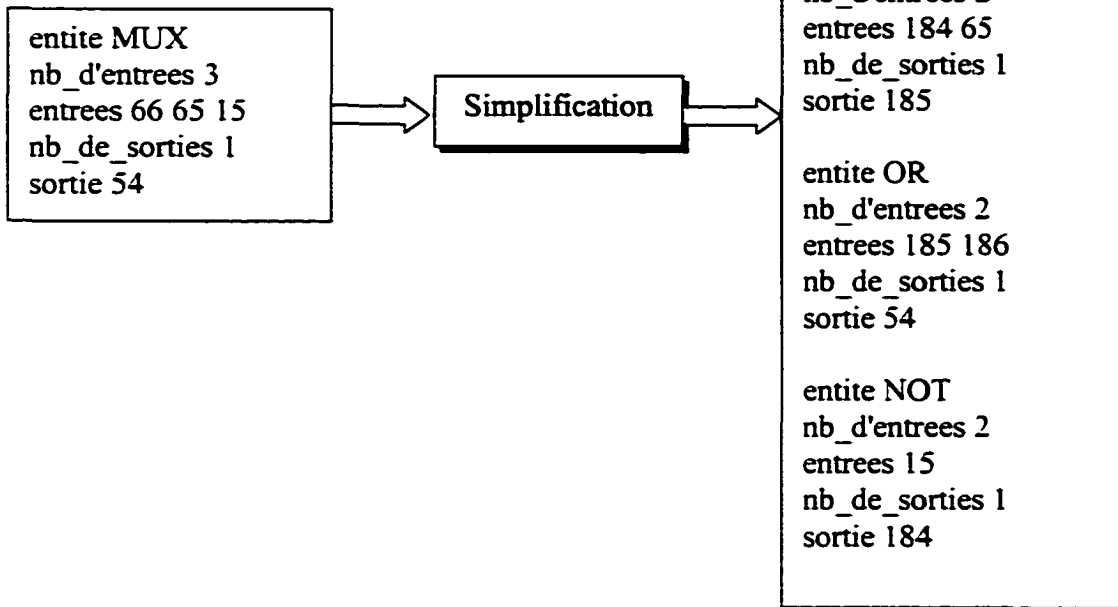 entite MUX
nb_d'entrees 3
entrees 66 65 15
nb_de_sorties 1
sortie 54
Simplification
entrees 184 65
nb_de_sorties 1
sortie 185
entite OR
nb_d'entrees 2
entrees 185 186
nb_de_sorties 1
sortie 54
entite NOT
nb_d'entrees 2
entrees 15
nb_de_sorties 1
sortie 184